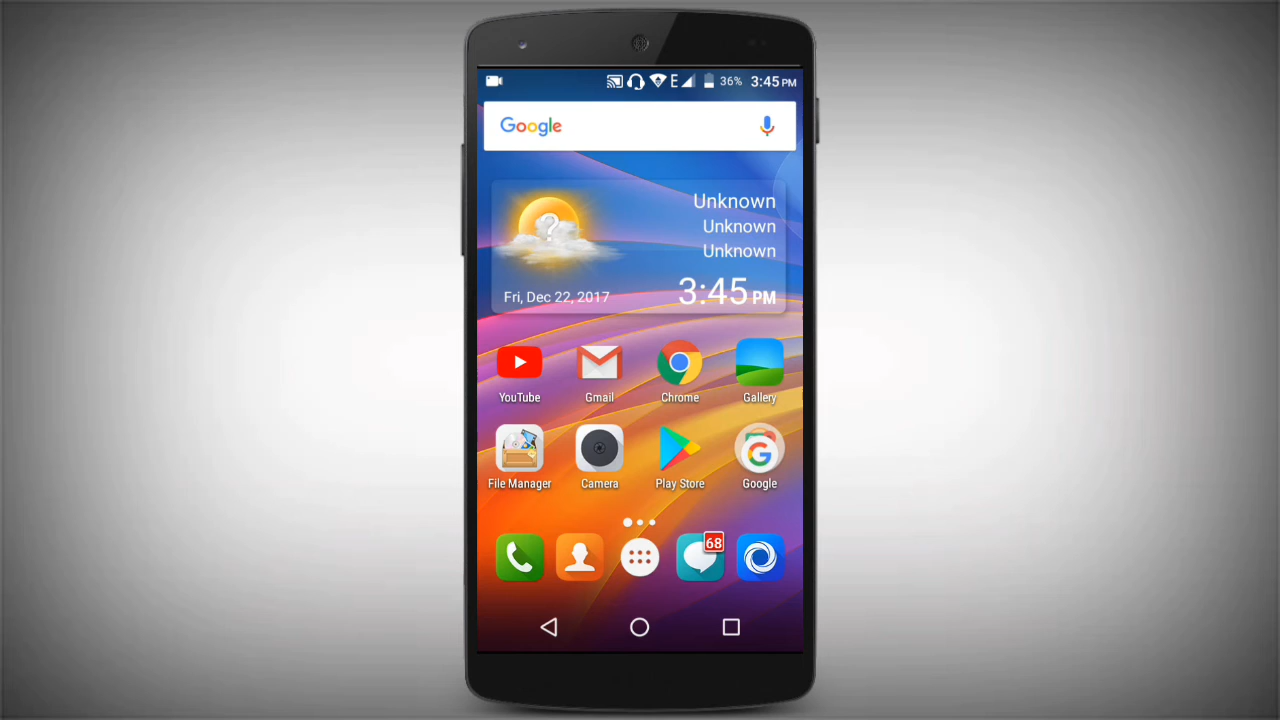 E 36% 3:45 PM
Google
Unknown
Unknown
Unknown
?
Fri, Dec 22, 2017 3:45 PM
YouTube Gmail Chrome Gallery
File Manager Camera Play Store Google
68